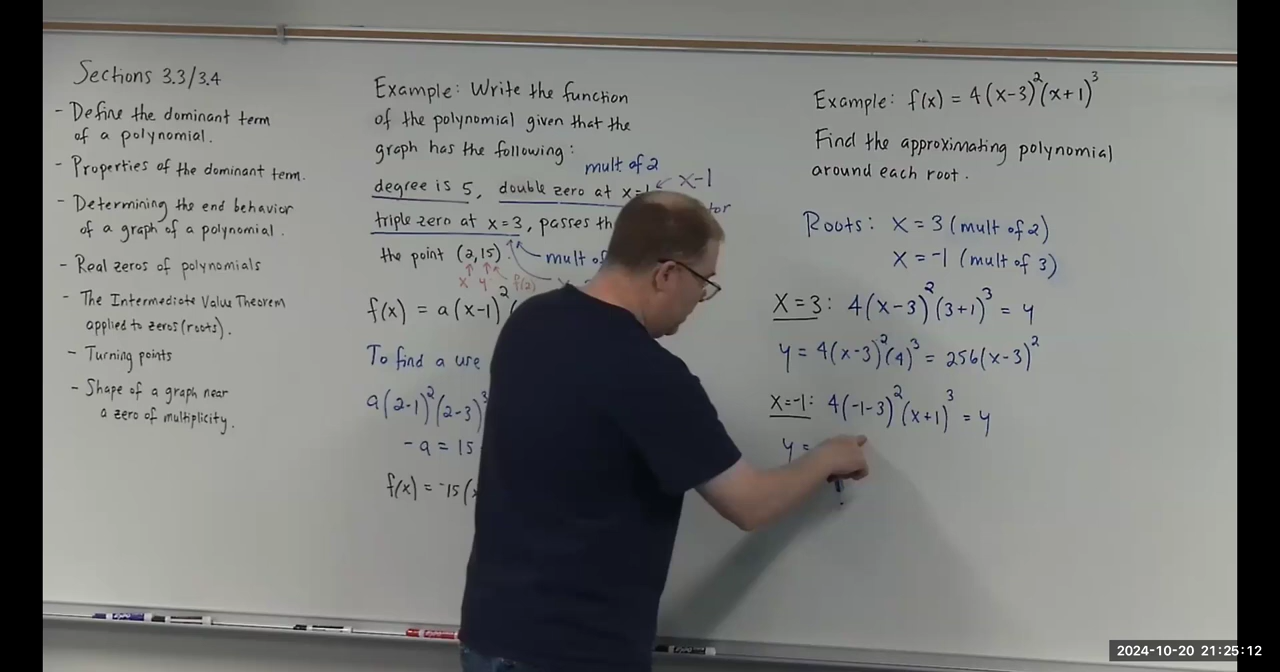 Sections 3.3/3.4
- Define the dominant term
of a polynomial.
- Properties of the dominant term.
- Determining the end behavior
of a graph of a polynomial.
- Real zeros of polynomials
- The Intermediate Value Theorem
applied to zeros (roots).
- Turning points
- Shape of a graph near
a zero of multiplicity.
Example: Write the function
of the polynomial given that the
graph has the following:
mult of 2
degree is 5, double zero at x=1 ← x-1
triple zero at x=3, passes
the point (2,15).
mult of
x y f(2)
f(x) = a(x-1)²
To find a use
a(2-1)²(2-3)³
-a = 15
f(x) = -15(
Example: f(x) = 4(x-3)²(x+1)³
Find the approximating polynomial
around each root.
Roots: x = 3 (mult of 2)
x = -1 (mult of 3)
x = 3: 4(x-3)²(3+1)³ = y
y = 4(x-3)²(4)³ = 256(x-3)²
x=-1: 4(-1-3)²(x+1)³ = y
y =
2024-10-20 21:25:12